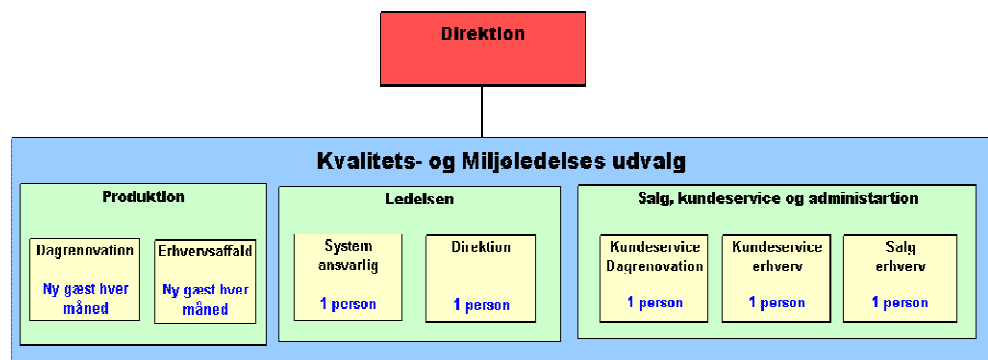 Direktion
Kvalitets- og Miljøledelses udvalg
Produktion
Dagrenovation
Ny gæst hver
måned
Erhvervsaffald
Ny gæst hver
måned
Ledelsen
System
ansvarlig
1 person
Direktion
1 person
Salg, kundeservice og administartion
Kundeservice
Dagrenovation
1 person
Kundeservice
erhverv
1 person
Salg
erhverv
1 person